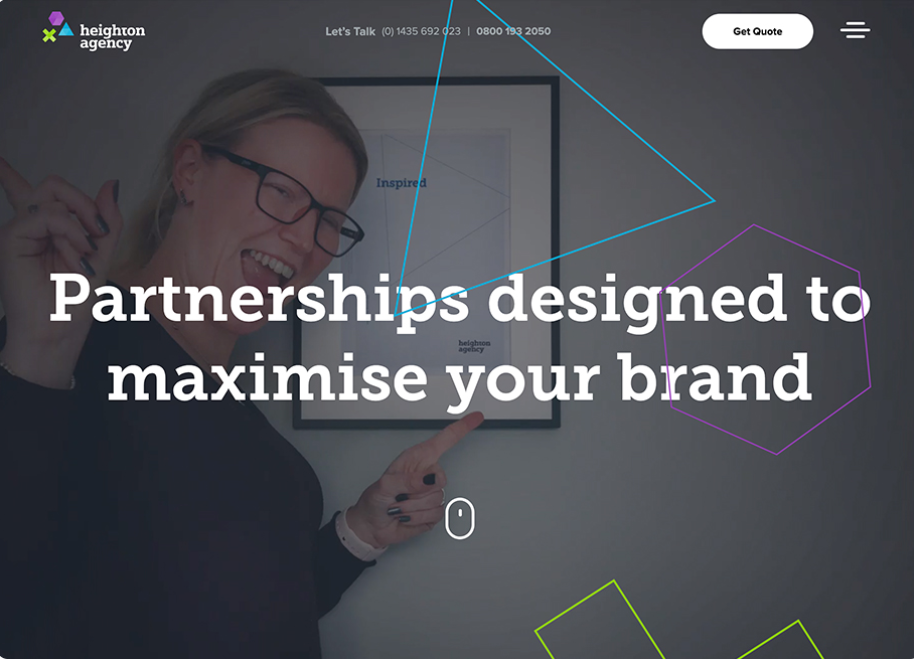 heighton
agency
Let's Talk (0) 1435 692 023 | 0800 193 2050
Get Quote
Inspired
Partnerships designed to
maximise your brand
heighton
agency